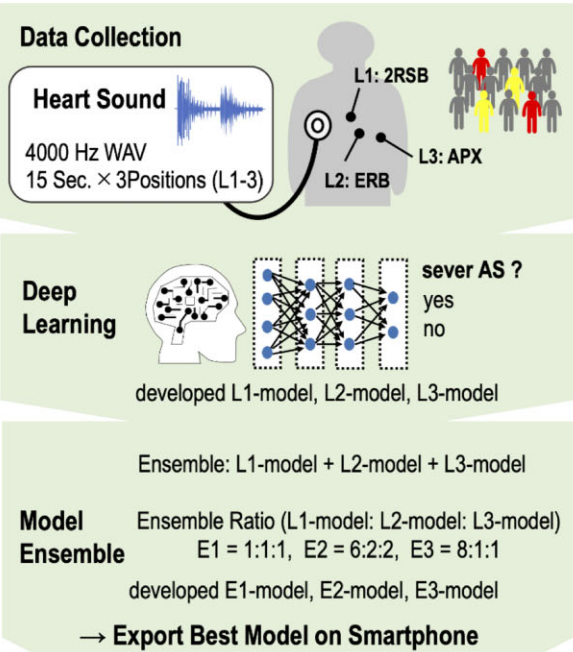 Data Collection
Heart Sound
4000 Hz WAV
15 Sec. × 3Positions (L1-3)
L1: 2RSB
L2: ERB
L3: APX
Deep
Learning
sever AS ?
yes
no
developed L1-model, L2-model, L3-model
Ensemble: L1-model + L2-model + L3-model
Model
Ensemble
Ensemble Ratio (L1-model: L2-model: L3-model)
E1 = 1:1:1, E2 = 6:2:2, E3 = 8:1:1
developed E1-model, E2-model, E3-model
→ Export Best Model on Smartphone